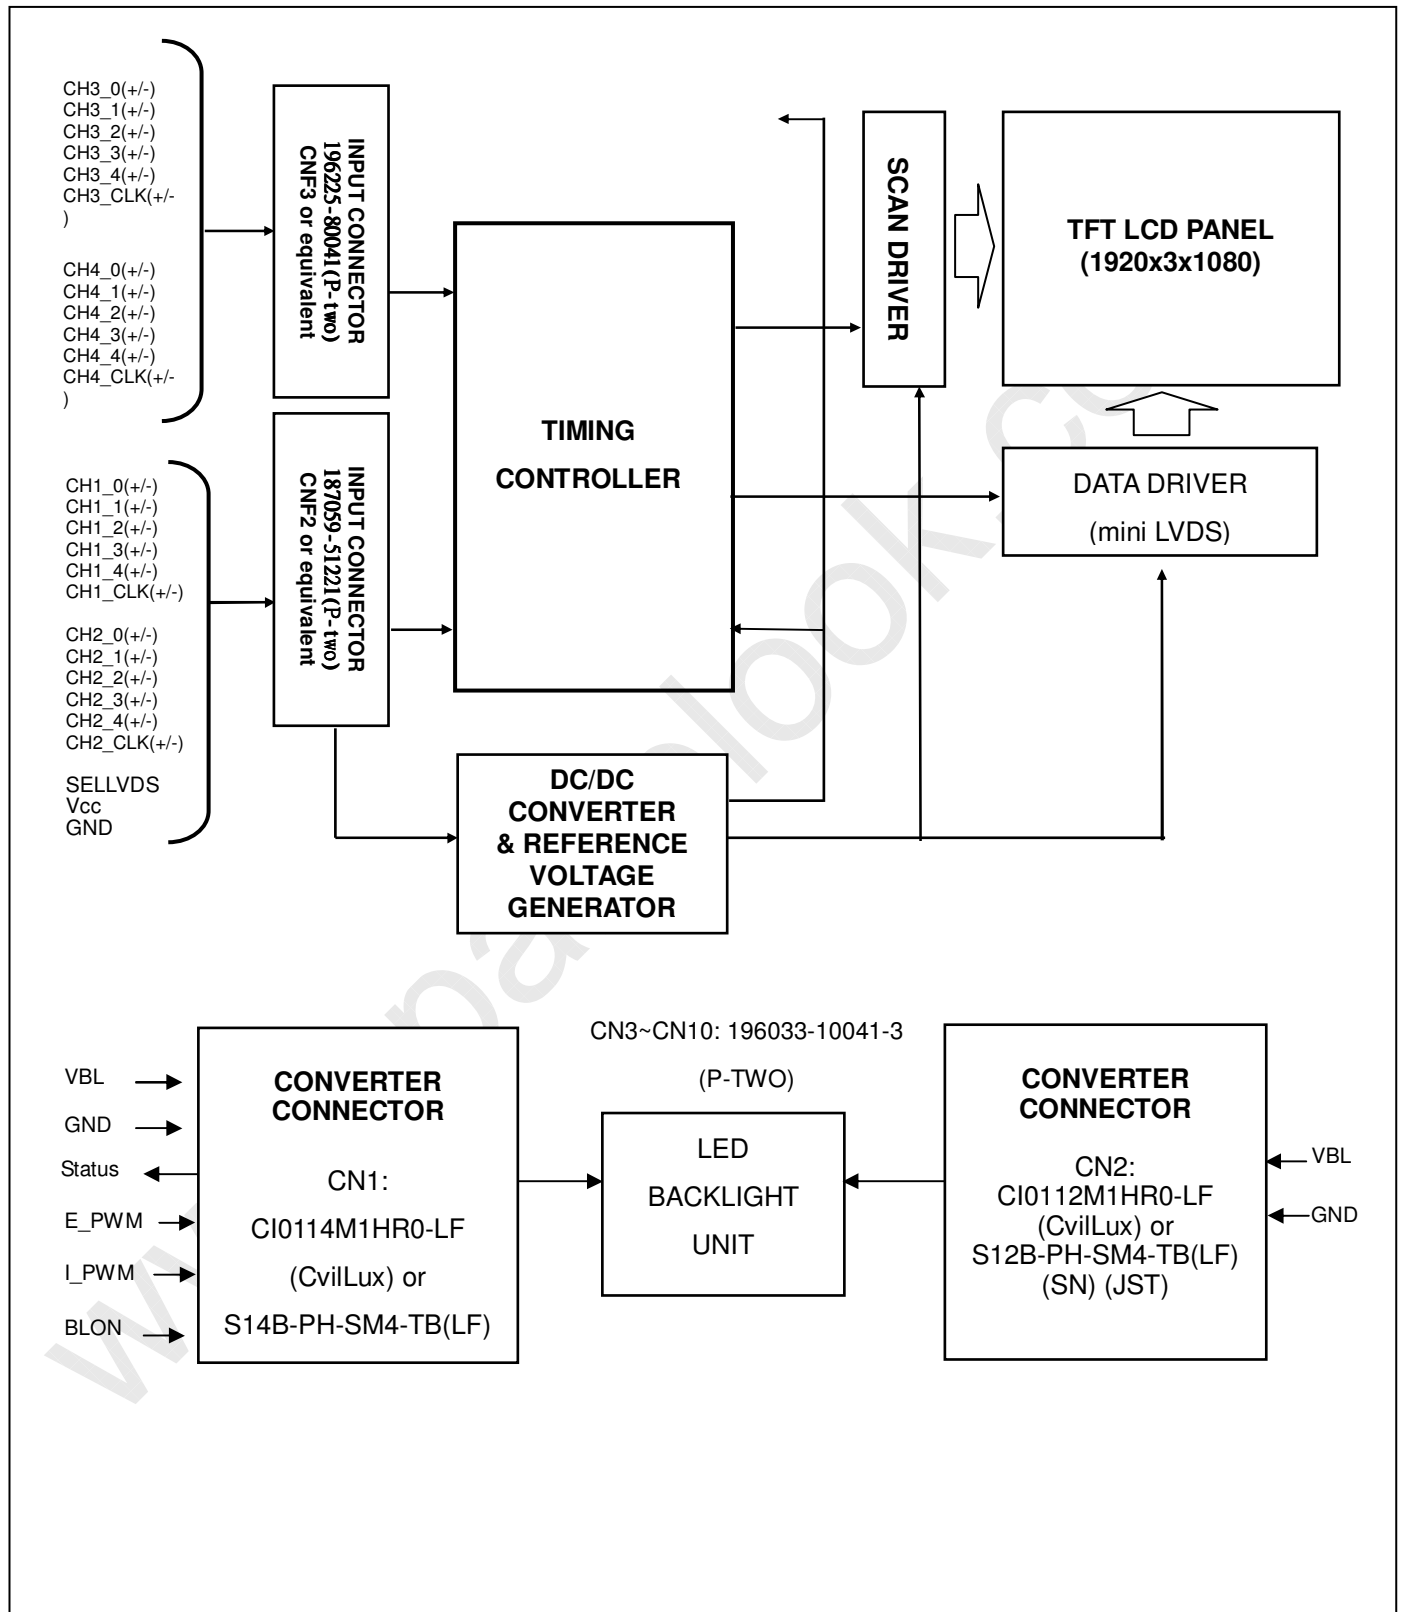 CH3_0(+/-)
CH3_1(+/-)
CH3_2(+/-)
CH3_3(+/-)
CH3_4(+/-)
CH3_CLK(+/-
)
CH4_0(+/-)
CH4_1(+/-)
CH4_2(+/-)
CH4_3(+/-)
CH4_4(+/-)
CH4_CLK(+/-
)
INPUT CONNECTOR
196225-80041(P-two)
CNF3 or equivalent
CH1_0(+/-)
CH1_1(+/-)
CH1_2(+/-)
CH1_3(+/-)
CH1_4(+/-)
CH1_CLK(+/-)
CH2_0(+/-)
CH2_1(+/-)
CH2_2(+/-)
CH2_3(+/-)
CH2_4(+/-)
CH2_CLK(+/-)
SELLVDS
Vcc
GND
INPUT CONNECTOR
187059-51221(P-two)
CNF2 or equivalent
TIMING
CONTROLLER
SCAN DRIVER
TFT LCD PANEL
(1920x3x1080)
DATA DRIVER
(mini LVDS)
DC/DC
CONVERTER
& REFERENCE
VOLTAGE
GENERATOR
VBL
GND
Status
E_PWM
I_PWM
BLON
CONVERTER
CONNECTOR
CN1:
CI0114M1HR0-LF
(CvilLux) or
S14B-PH-SM4-TB(LF)
CN3~CN10: 196033-10041-3
(P-TWO)
LED
BACKLIGHT
UNIT
CONVERTER
CONNECTOR
CN2:
CI0112M1HR0-LF
(CvilLux) or
S12B-PH-SM4-TB(LF)
(SN) (JST)
VBL
GND